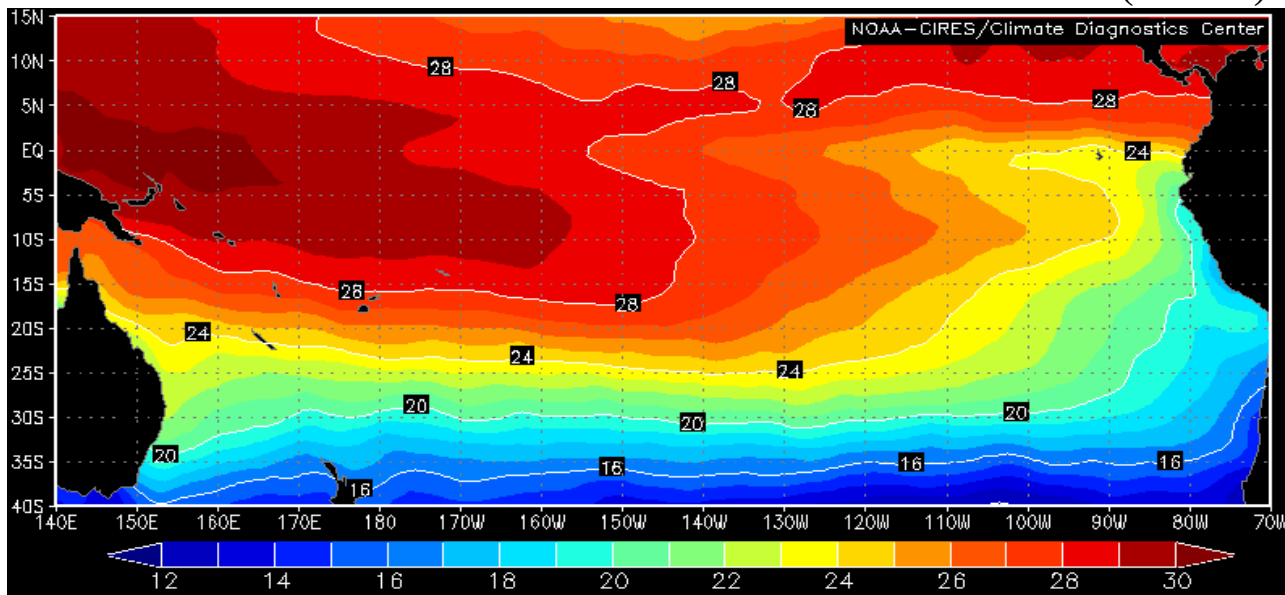 15N NOAA-CIRES/Climate Diagnostics Center
10N 28 28
5N 28 28
EQ 24
5S
10S
15S 28 28
20S 24
25S 24 24
30S 20 20 20
35S 20 16 16 16
40S 16
140E 150E 160E 170E 180 170W 160W 150W 140W 130W 120W 110W 100W 90W 80W 70W
12 14 16 18 20 22 24 26 28 30